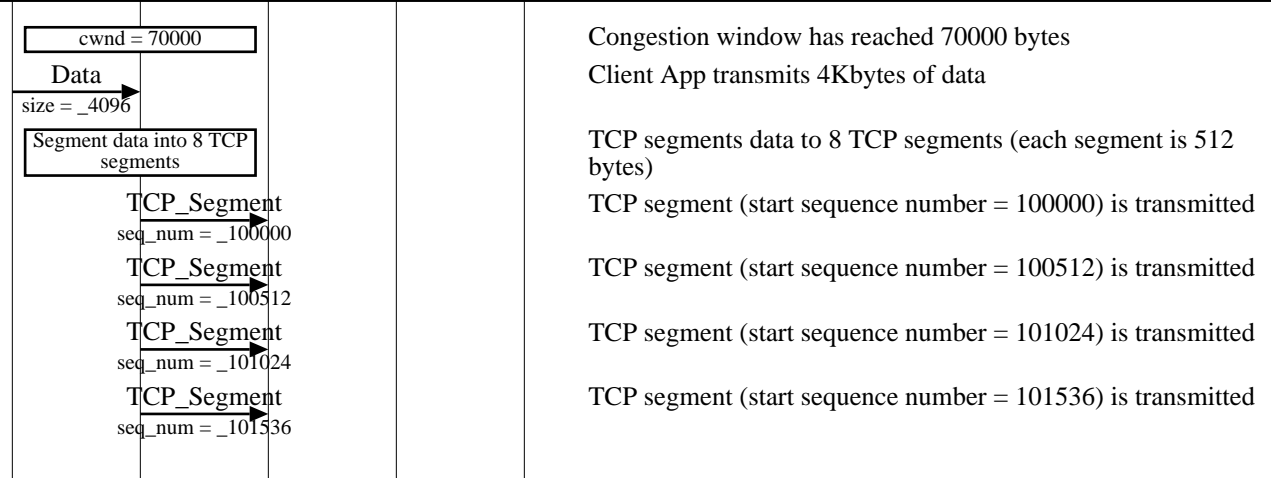 cwnd = 70000
Congestion window has reached 70000 bytes
Data
Client App transmits 4Kbytes of data
size = _4096
Segment data into 8 TCP
segments
TCP segments data to 8 TCP segments (each segment is 512
bytes)
TCP_Segment
TCP segment (start sequence number = 100000) is transmitted
seq_num = _100000
TCP_Segment
TCP segment (start sequence number = 100512) is transmitted
seq_num = _100512
TCP_Segment
TCP segment (start sequence number = 101024) is transmitted
seq_num = _101024
TCP_Segment
TCP segment (start sequence number = 101536) is transmitted
seq_num = _101536